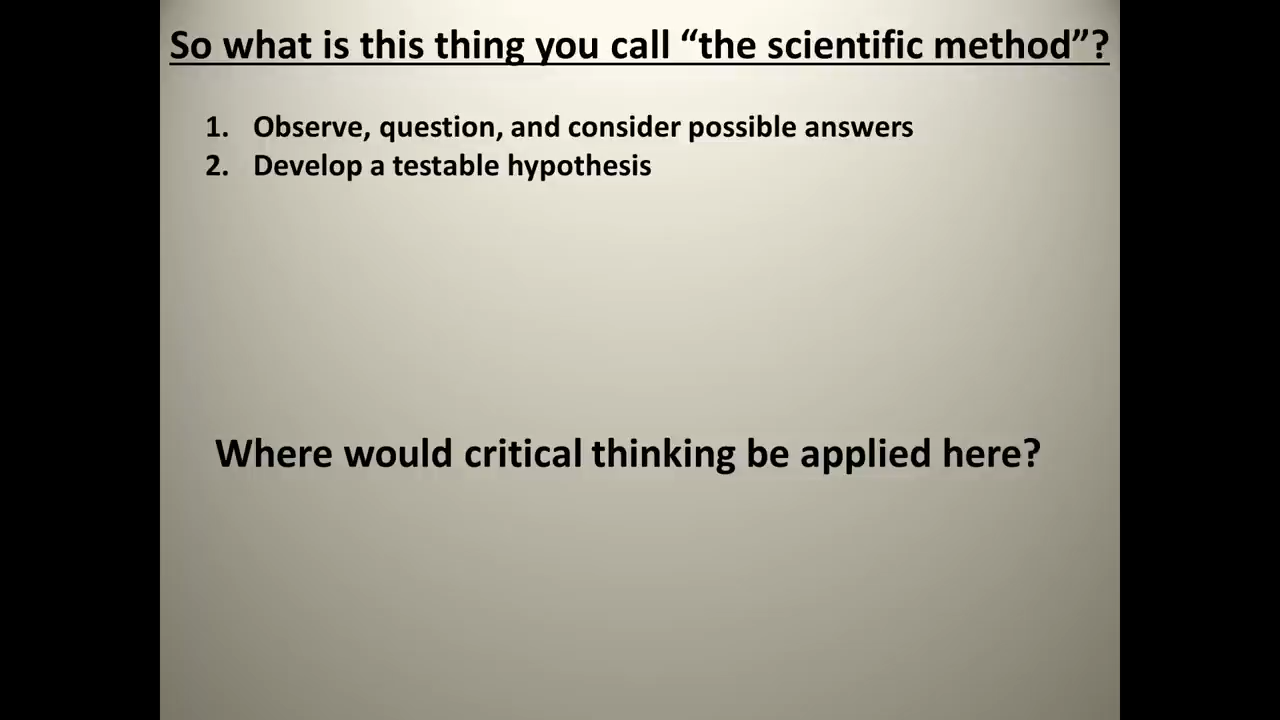 So what is this thing you call “the scientific method”?
1. Observe, question, and consider possible answers
2. Develop a testable hypothesis
Where would critical thinking be applied here?